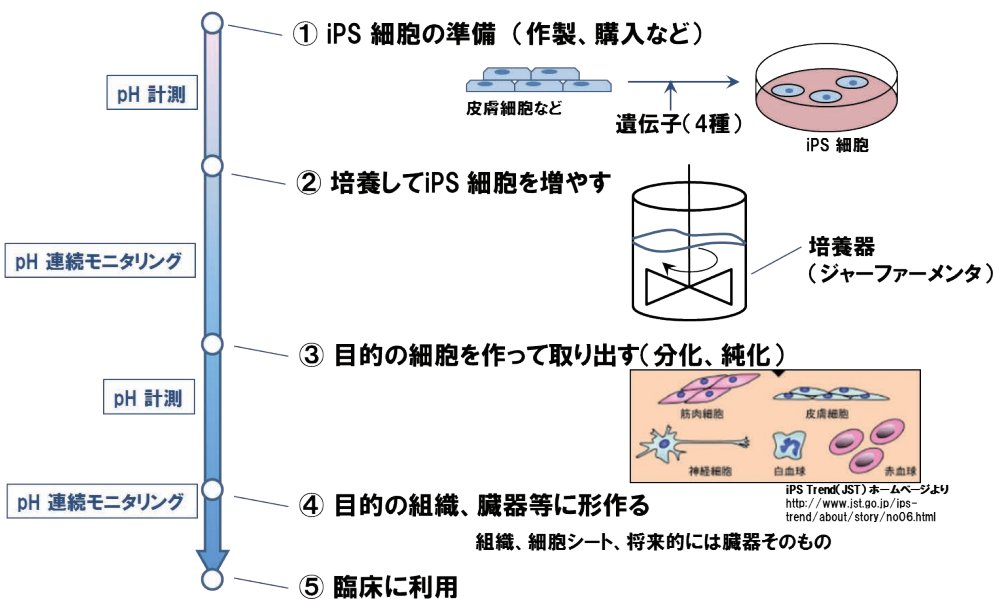 ① iPS 細胞の準備（作製、購入など）
pH 計測
皮膚細胞など
遺伝子（4種）
iPS 細胞
② 培養してiPS 細胞を増やす
pH 連続モニタリング
培養器
（ジャーファーメンタ）
③ 目的の細胞を作って取り出す（分化、純化）
pH 計測
筋肉細胞
皮膚細胞
神経細胞
白血球
赤血球
iPS Trend(JST)ホームページより
http://www.jst.go.jp/ips-
trend/about/story/no06.html
pH 連続モニタリング
④ 目的の組織、臓器等に形作る
組織、細胞シート、将来的には臓器そのもの
⑤ 臨床に利用